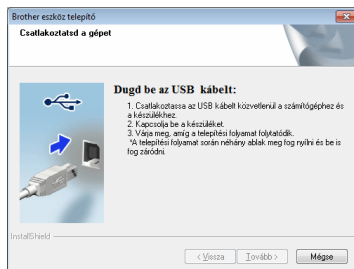 Brother eszköz telepítő
Csatlakoztatsd a gépet
Dugd be az USB kábelt:
1. Csatlakoztassa az USB kábelt közvetlenül a számítógéphez és
a készülékhez.
2. Kapcsolja be a készüléket.
3. Várja meg, amíg a telepítési folyamat folytatódik.
*A telepítési folyamat során néhány ablak meg fog nyílni és be is
fog záródni.
InstallShield
< Vissza
Tovább >
Mégse